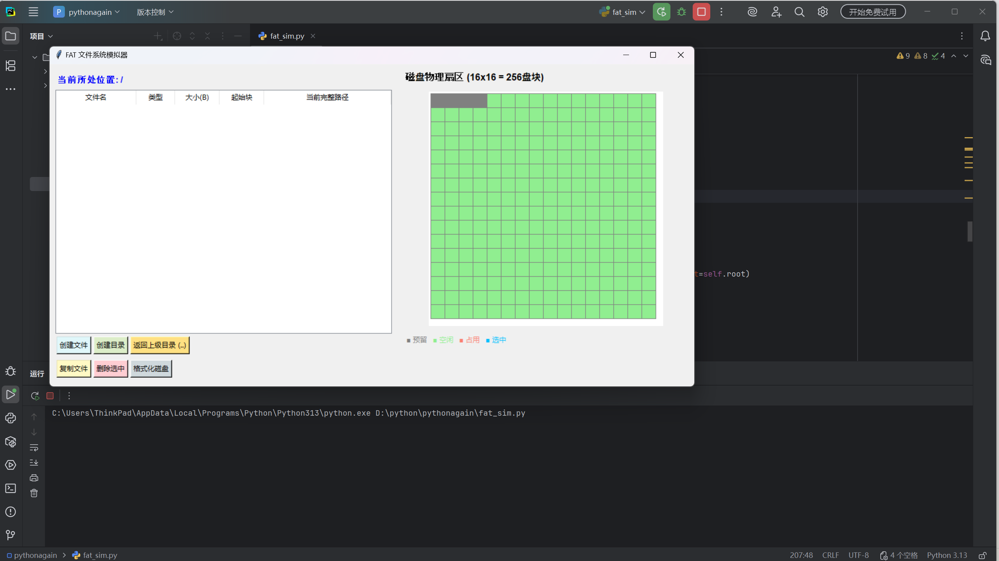 P pythonagain 版本控制 fat_sim 开始免费试用
项目 fat_sim.py
FAT 文件系统模拟器
9 8 4
当前所处位置: /
磁盘物理扇区 (16x16 = 256盘块)
文件名 类型 大小(B) 起始块 当前完整路径
t=self.root)
■ 预留 ■ 空闲 ■ 占用 ■ 选中
创建文件 创建目录 返回上级目录 (..)
复制文件 删除选中 格式化磁盘
运行
C:\Users\ThinkPad\AppData\Local\Programs\Python\Python313\python.exe D:\python\pythonagain\fat_sim.py
pythonagain > fat_sim.py 207:48 CRLF UTF-8 4 个空格 Python 3.13